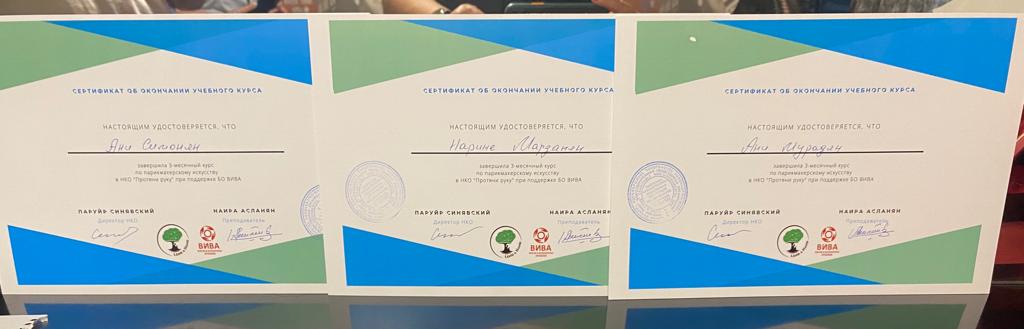 СЕРТИФИКАТ ОБ ОКОНЧАНИИ УЧЕБНОГО КУРСА
НАСТОЯЩИМ УДОСТОВЕРЯЕТСЯ, ЧТО
Ани Симонян
завершила 3-месячный курс
по парикмахерскому искусству
в НКО "Протяни руку" при поддержке БО ВИВА
ПАРУЙР СИНЯВСКИЙ
Директор НКО
НАИРА АСЛАНЯН
Преподаватель
ВИВА
СЕРТИФИКАТ ОБ ОКОНЧАНИИ УЧЕБНОГО КУРСА
НАСТОЯЩИМ УДОСТОВЕРЯЕТСЯ, ЧТО
Нарине
завершила 3-месячный курс
по парикмахерскому искусству
в НКО "Протяни руку" при поддержке БО ВИВА
ПАРУЙР СИНЯВСКИЙ
Директор НКО
НАИРА АСЛАНЯН
Преподаватель
ВИВА
СЕРТИФИКАТ ОБ ОКОНЧАНИИ УЧЕБНОГО КУРСА
НАСТОЯЩИМ УДОСТОВЕРЯЕТСЯ, ЧТО
Ани Мурадян
завершила 3-месячный курс
по парикмахерскому искусству
в НКО "Протяни руку" при поддержке БО ВИВА
ПАРУЙР СИНЯВСКИЙ
Директор НКО
НАИРА АСЛАНЯН
Преподаватель
ВИВА